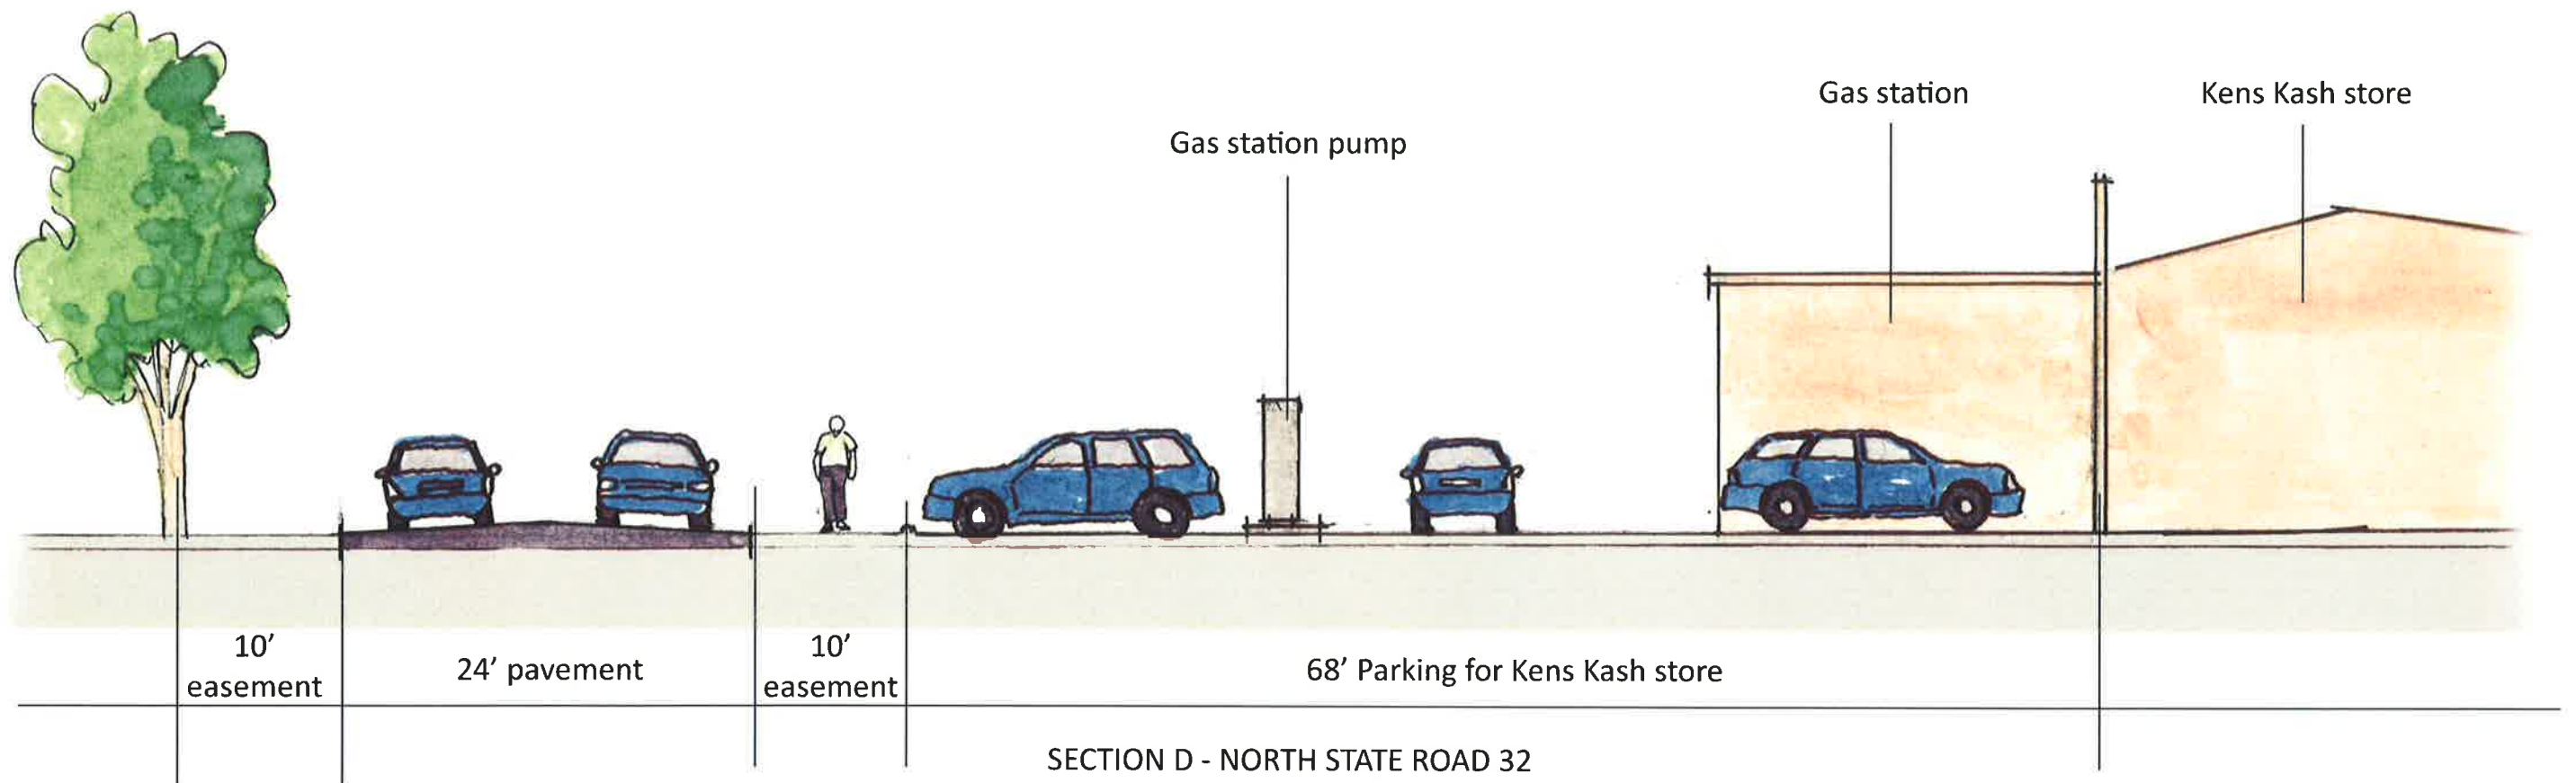 Gas station
Kens Kash store
Gas station pump
10’
easement
24’ pavement
10’
easement
68’ Parking for Kens Kash store
SECTION D - NORTH STATE ROAD 32